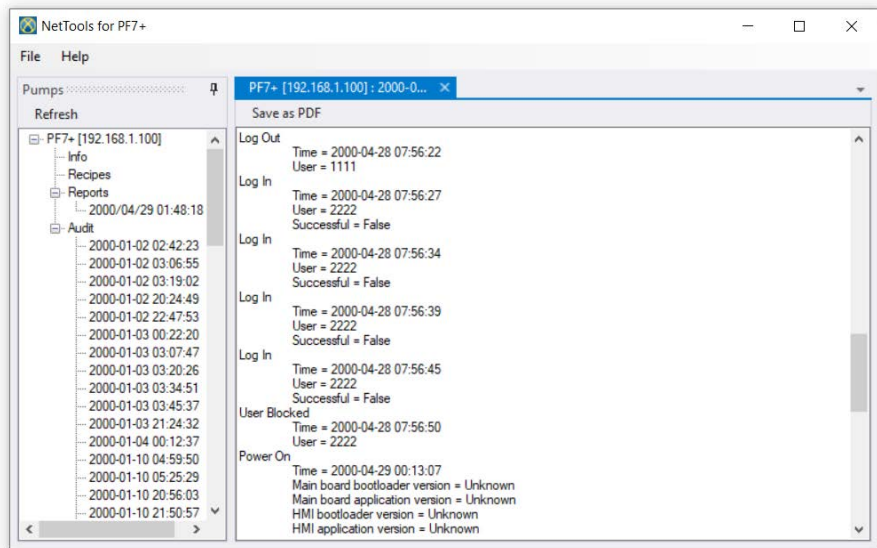 NetTools for PF7+
File Help
Pumps
Refresh
PF7+ [192.168.1.100]
Info
Recipes
Reports
2000/04/29 01:48:18
Audit
2000-01-02 02:42:23
2000-01-02 03:06:55
2000-01-02 03:19:02
2000-01-02 20:24:49
2000-01-02 22:47:53
2000-01-03 00:22:20
2000-01-03 03:07:47
2000-01-03 03:20:26
2000-01-03 03:34:51
2000-01-03 03:45:37
2000-01-03 21:24:32
2000-01-04 00:12:37
2000-01-10 04:59:50
2000-01-10 05:25:29
2000-01-10 20:56:03
2000-01-10 21:50:57
PF7+ [192.168.1.100] : 2000-0...
Save as PDF
Log Out
Time = 2000-04-28 07:56:22
User = 1111
Log In
Time = 2000-04-28 07:56:27
User = 2222
Successful = False
Log In
Time = 2000-04-28 07:56:34
User = 2222
Successful = False
Log In
Time = 2000-04-28 07:56:39
User = 2222
Successful = False
Log In
Time = 2000-04-28 07:56:45
User = 2222
Successful = False
User Blocked
Time = 2000-04-28 07:56:50
User = 2222
Power On
Time = 2000-04-29 00:13:07
Main board bootloader version = Unknown
Main board application version = Unknown
HMI bootloader version = Unknown
HMI application version = Unknown